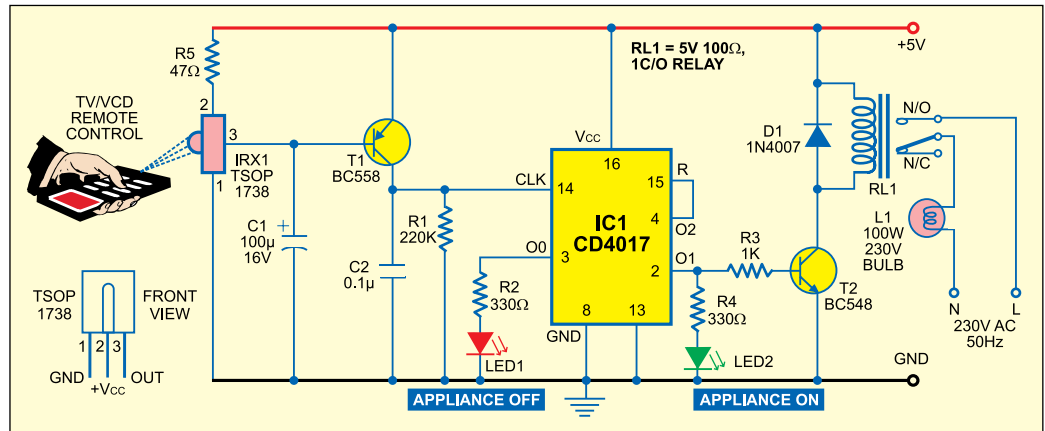 R5
47Ω
TV/VCD
REMOTE
CONTROL
2
3
1
IRX1
TSOP
1738
TSOP
1738
FRONT
VIEW
1
2
3
GND
+Vcc
OUT
C1
100µ
16V
+
T1
BC558
C2
0.1µ
R1
220K
CLK
O0
R2
330Ω
LED1
APPLIANCE OFF
Vcc
16
14
15
R
IC1
CD4017
4
O2
3
2
O1
8
13
GND
RL1 = 5V 100Ω,
1C/O RELAY
R3
1K
R4
330Ω
LED2
APPLIANCE ON
D1
1N4007
T2
BC548
+5V
N/O
N/C
RL1
L1
100W
230V
BULB
N
L
230V AC
50Hz
GND